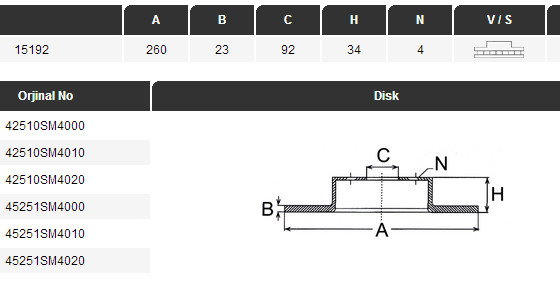 A B C H N V / S
15192 260 23 92 34 4
Orjinal No Disk
42510SM4000
42510SM4010
42510SM4020
45251SM4000
45251SM4010
45251SM4020
C N
H
B
A